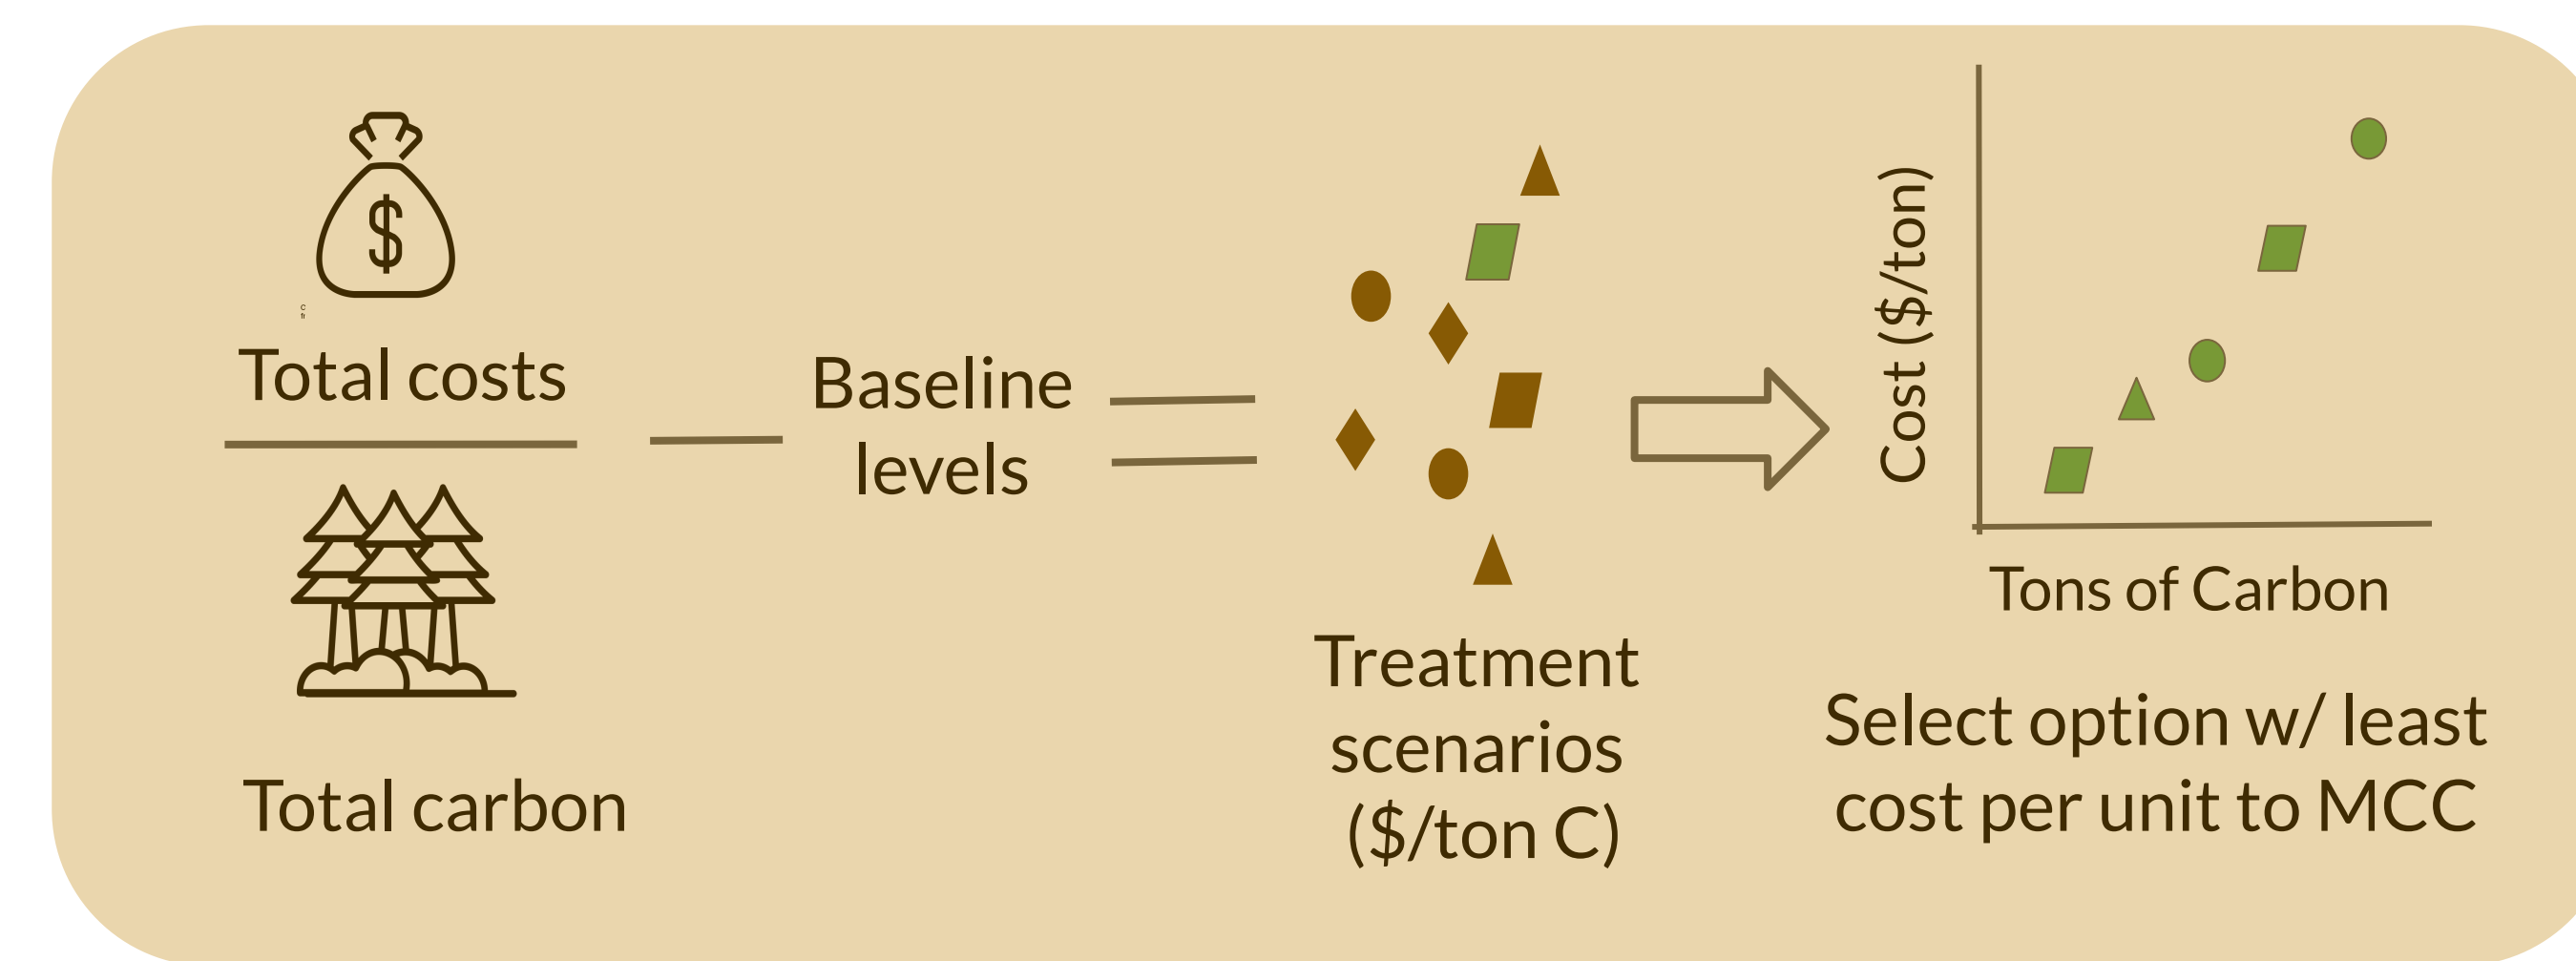 $
Total costs
Total carbon
Baseline
levels
Treatment
scenarios
($/ton C)
Cost ($/ton)
Tons of Carbon
Select option w/ least
cost per unit to MCC